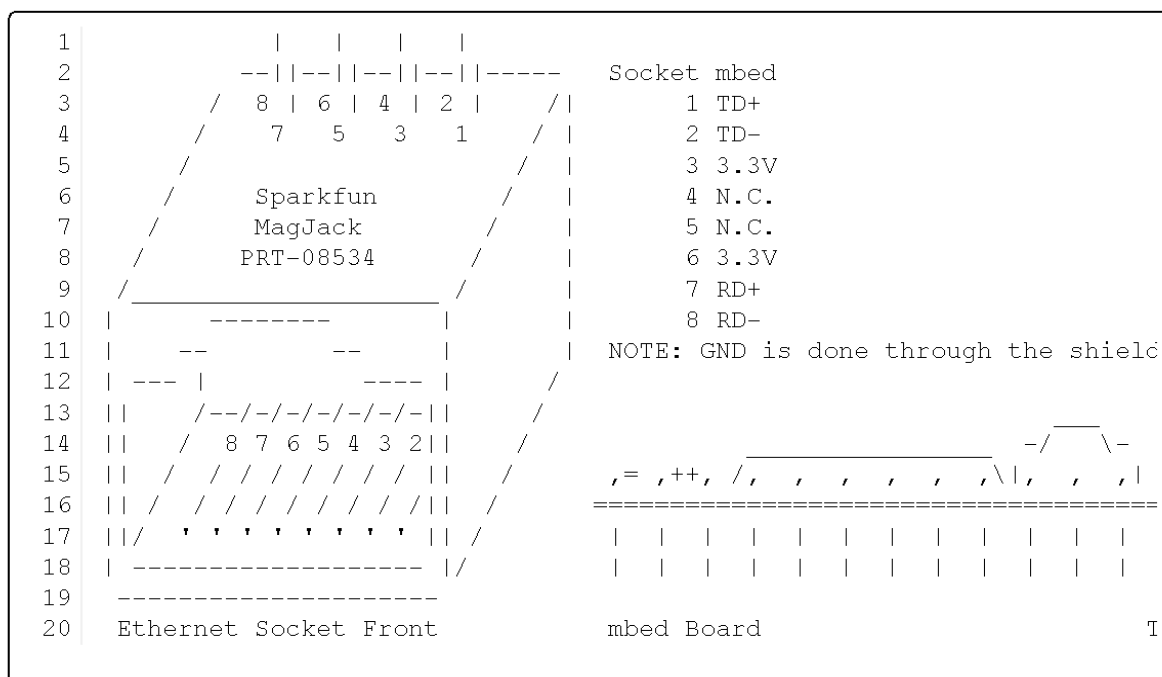 1 | | | |
2 --||--||--||--||----- Socket mbed
3 / 8 | 6 | 4 | 2 | /| 1 TD+
4 / 7 5 3 1 / | 2 TD-
5 / / | 3 3.3V
6 / Sparkfun / | 4 N.C.
7 / MagJack / | 5 N.C.
8 / PRT-08534 / | 6 3.3V
9 /____________________ / | 7 RD+
10 | -------- | | 8 RD-
11 | -- -- | | NOTE: GND is done through the shield
12 | --- | ---- | /
13 || /--/-/-/-/-/-/-|| / ___
14 || / 8 7 6 5 4 3 2|| / ________________ -/ \-
15 || / / / / / / / / || / ,= ,++, /, , , , , ,\|, , ,|
16 || / / / / / / / / /|| / =====================================
17 ||/ ' ' ' ' ' ' ' ' || / | | | | | | | | | | | |
18 | ------------------- |/ | | | | | | | | | | | |
19 ---------------------
20 Ethernet Socket Front mbed Board T